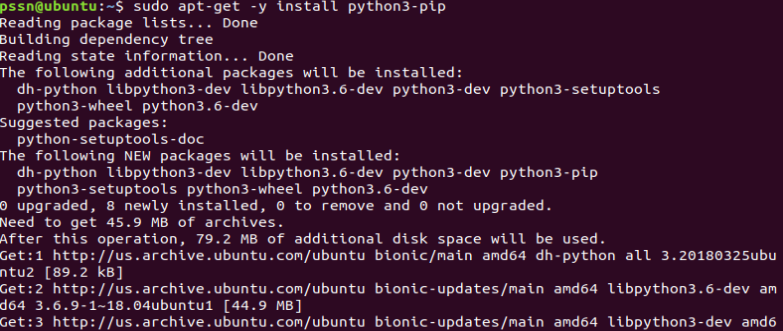 pssn@ubuntu:~$ sudo apt-get -y install python3-pip
Reading package lists... Done
Building dependency tree
Reading state information... Done
The following additional packages will be installed:
  dh-python libpython3-dev libpython3.6-dev python3-dev python3-setuptools
  python3-wheel python3.6-dev
Suggested packages:
  python-setuptools-doc
The following NEW packages will be installed:
  dh-python libpython3-dev libpython3.6-dev python3-dev python3-pip
  python3-setuptools python3-wheel python3.6-dev
0 upgraded, 8 newly installed, 0 to remove and 0 not upgraded.
Need to get 45.9 MB of archives.
After this operation, 79.2 MB of additional disk space will be used.
Get:1 http://us.archive.ubuntu.com/ubuntu bionic/main amd64 dh-python all 3.20180325ubu
ntu2 [89.2 kB]
Get:2 http://us.archive.ubuntu.com/ubuntu bionic-updates/main amd64 libpython3.6-dev am
d64 3.6.9-1~18.04ubuntu1 [44.9 MB]
Get:3 http://us.archive.ubuntu.com/ubuntu bionic-updates/main amd64 libpython3-dev amd6